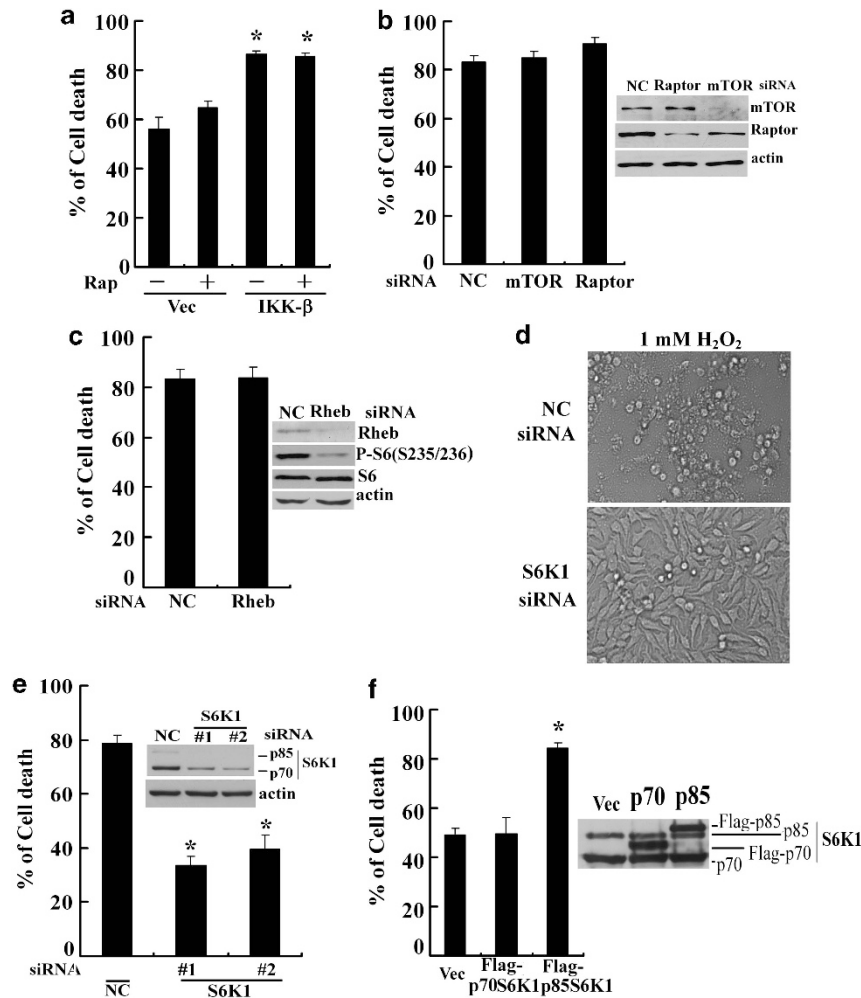 a
% of Cell death
100
80
60
40
20
0
* *
Rap − + − +
Vec IKK-β
b
% of Cell death
100
80
60
40
20
0
siRNA NC mTOR Raptor
NC Raptor mTOR siRNA
mTOR
Raptor
actin
c
% of Cell death
100
80
60
40
20
0
siRNA NC Rheb
NC Rheb siRNA
Rheb
P-S6(S235/236)
S6
actin
d
1 mM H₂O₂
NC
siRNA
S6K1
siRNA
e
% of Cell death
100
80
60
40
20
0
* *
siRNA #1 #2
NC S6K1
S6K1
NC #1 #2 siRNA
p85
p70
S6K1
actin
f
% of Cell death
100
80
60
40
20
0
*
Vec Flag- Flag-
p70S6K1 p85S6K1
Vec p70 p85
Flag-p85
p85
Flag-p70
p70
S6K1